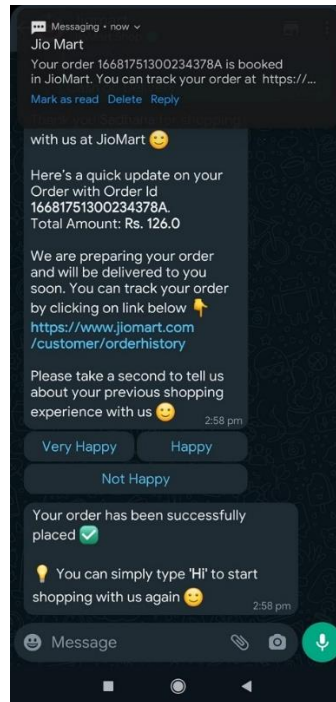 Messaging • now
Jio Mart
Your order 16681751300234378A is booked
in JioMart. You can track your order at https://...
Mark as read Delete Reply
with us at JioMart 🙂
Here's a quick update on your
Order with Order Id
16681751300234378A.
Total Amount: Rs. 126.0
We are preparing your order
and will be delivered to you
soon. You can track your order
by clicking on link below 👇
https://www.jiomart.com
/customer/orderhistory
Please take a second to tell us
about your previous shopping
experience with us 🙂
2:58 pm
Very Happy
Happy
Not Happy
Your order has been successfully
placed ✅
💡 You can simply type 'Hi' to start
shopping with us again 🙂
2:58 pm
Message